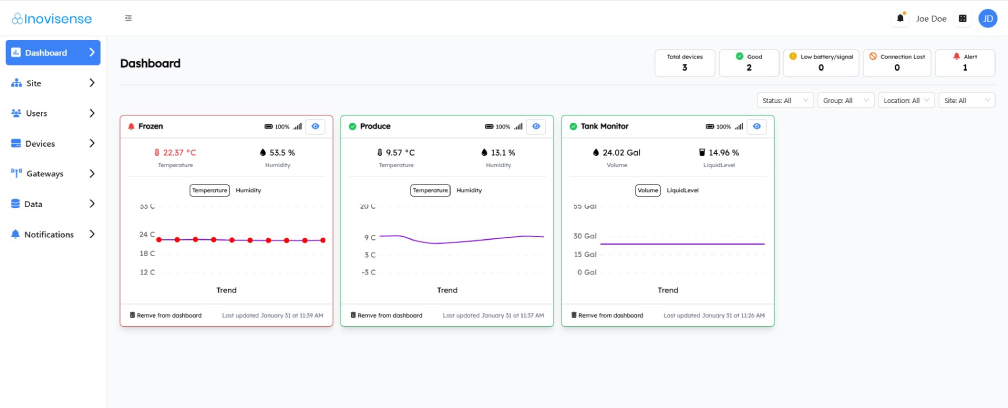 Inovisense
Joe Doe
JD
Dashboard
Site
Users
Devices
Gateways
Data
Notifications
Dashboard
Total devices
3
Good
2
Low battery/signal
0
Connection Lost
0
Alert
1
Status: All
Group: All
Location: All
Site: All
Frozen
100%
22.37 °C
53.5 %
Temperature
Humidity
Temperature Humidity
33 C
24 C
18 C
12 C
Trend
Remve from dashboard
Last updated January 31 at 11:39 AM
Produce
100%
9.57 °C
13.1 %
Temperature
Humidity
Temperature Humidity
20 C
9 C
3 C
-3 C
Trend
Remve from dashboard
Last updated January 31 at 11:37 AM
Tank Monitor
100%
24.02 Gal
14.96 %
Volume
LiquidLevel
Volume LiquidLevel
55 Gal
30 Gal
15 Gal
0 Gal
Trend
Remve from dashboard
Last updated January 31 at 11:26 AM